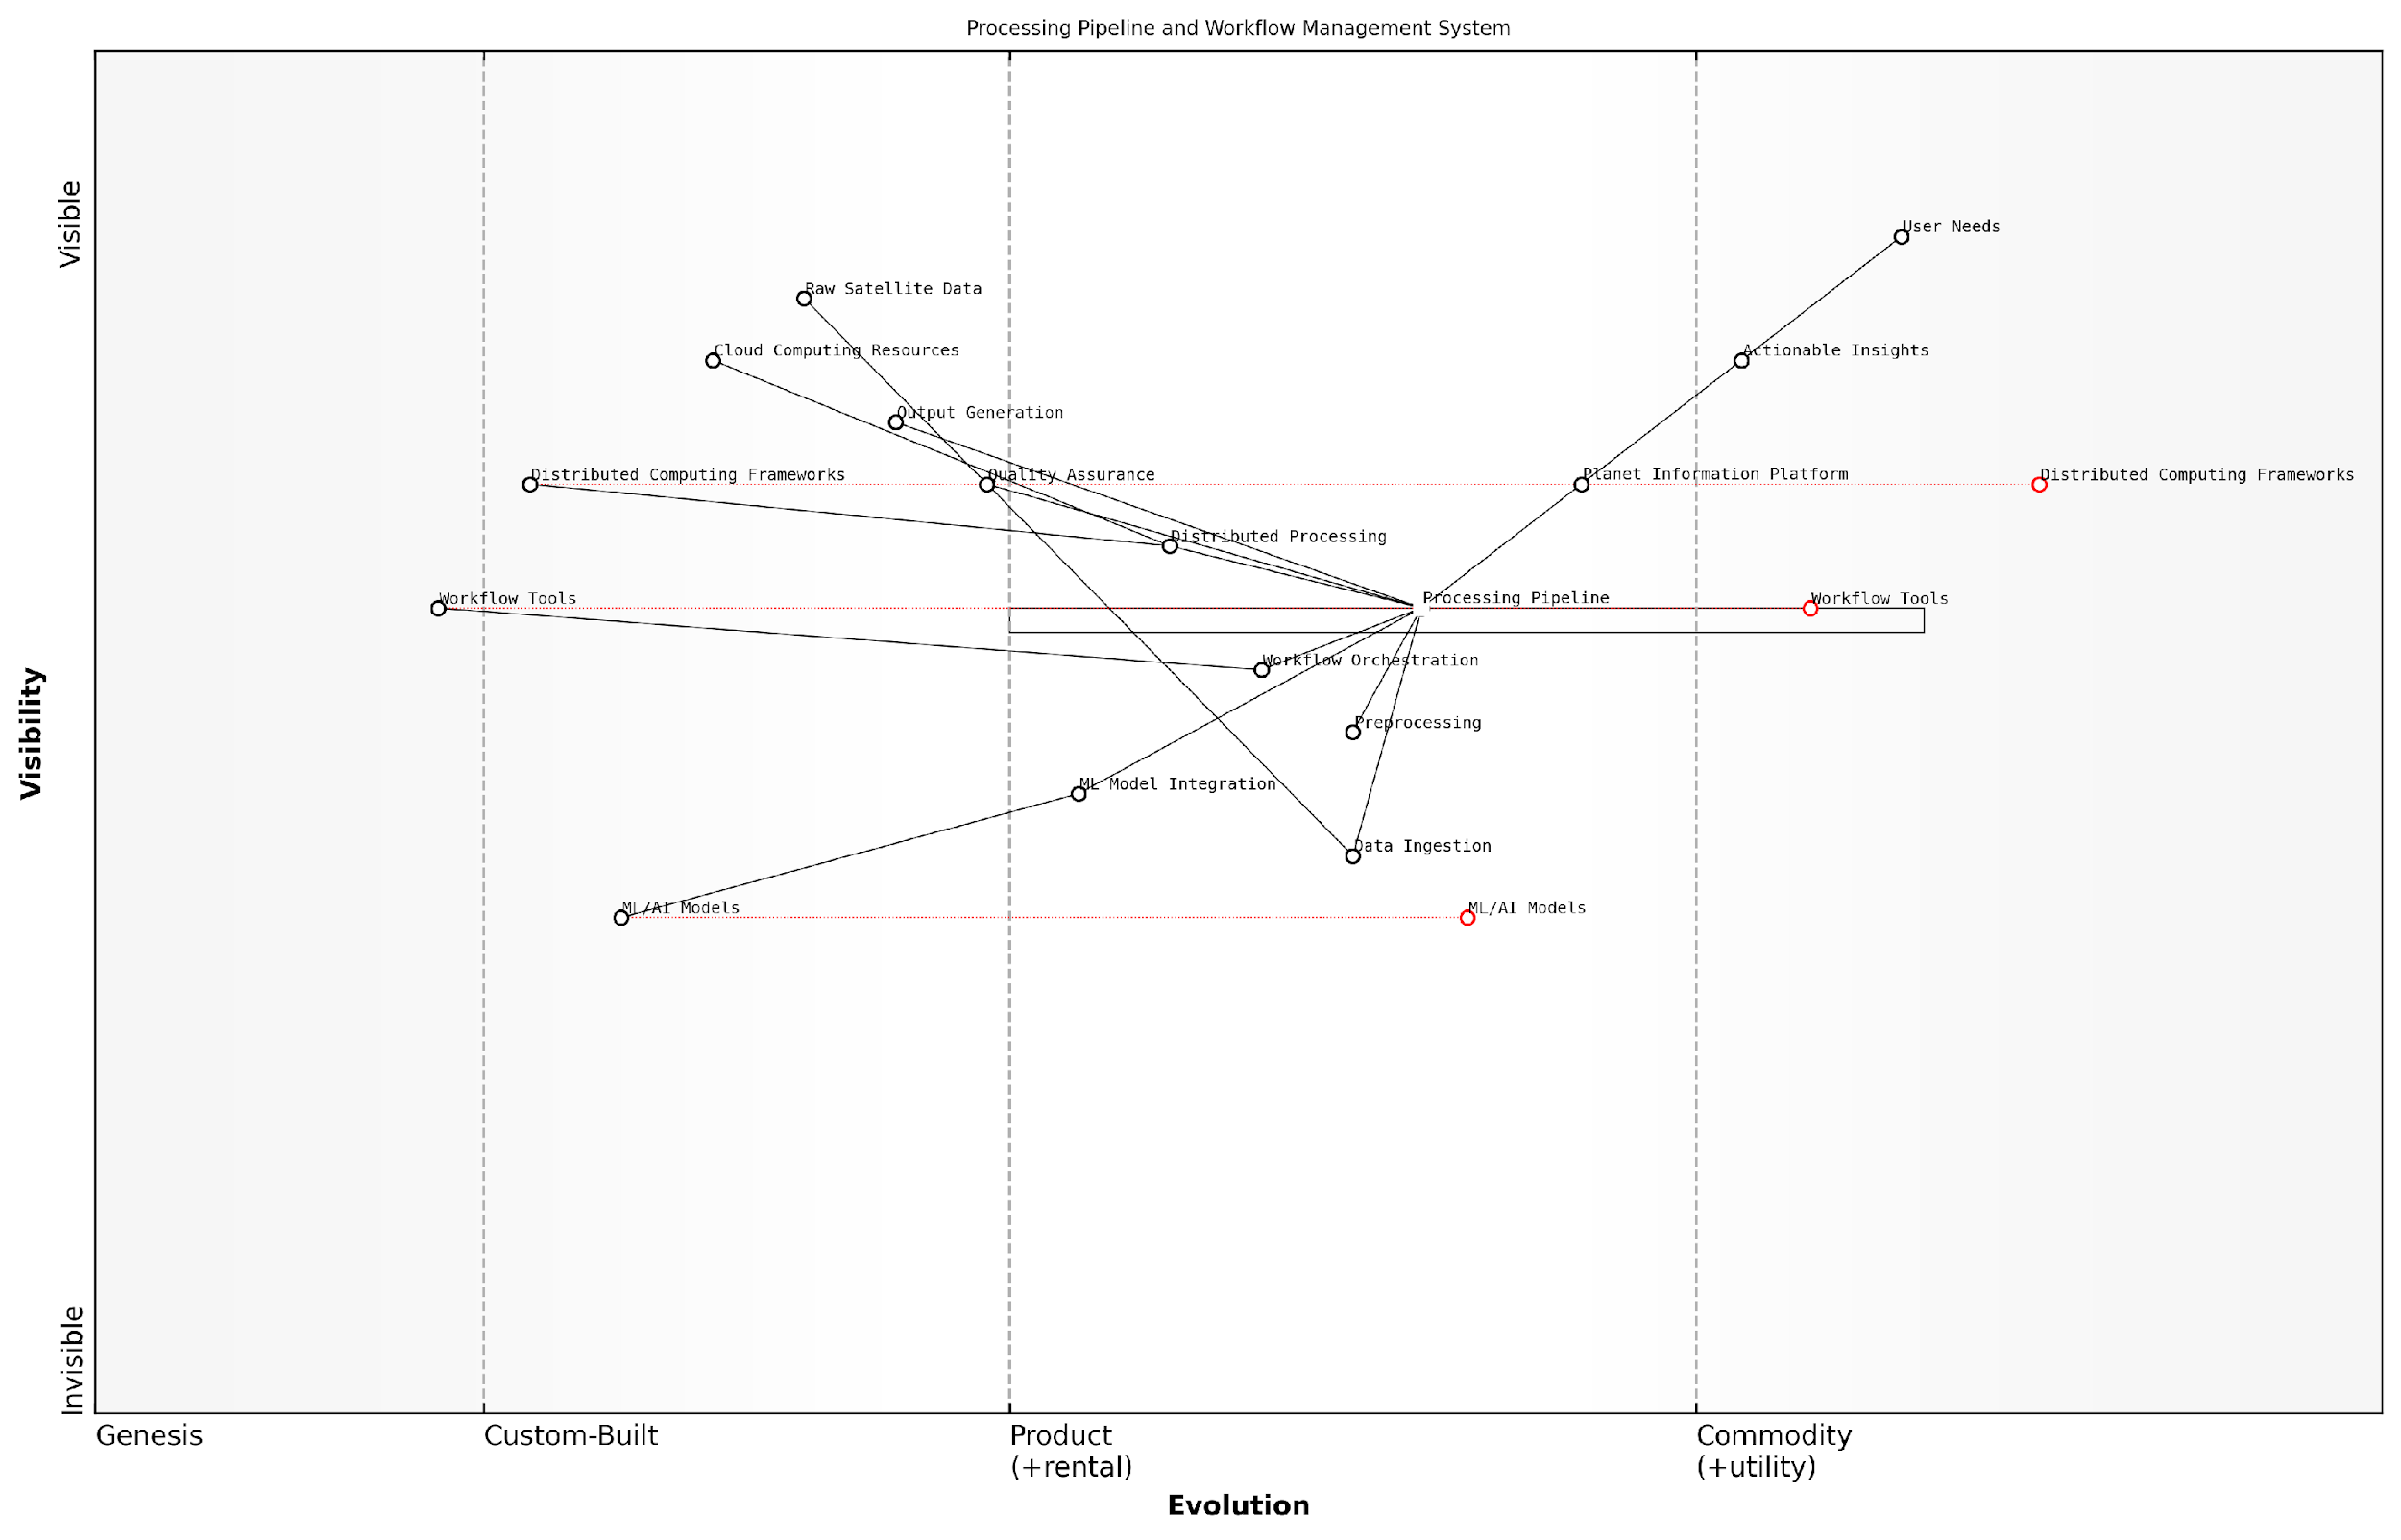 Processing Pipeline and Workflow Management System
Visible
User Needs
Raw Satellite Data
Cloud Computing Resources
Actionable Insights
Output Generation
Distributed Computing Frameworks
Quality Assurance
Planet Information Platform
Distributed Computing Frameworks
Distributed Processing
Workflow Tools
Processing Pipeline
Workflow Tools
Workflow Orchestration
Visibility
Preprocessing
ML Model Integration
Data Ingestion
ML/AI Models
ML/AI Models
Invisible
Genesis
Custom-Built
Product
(+rental)
Commodity
(+utility)
Evolution